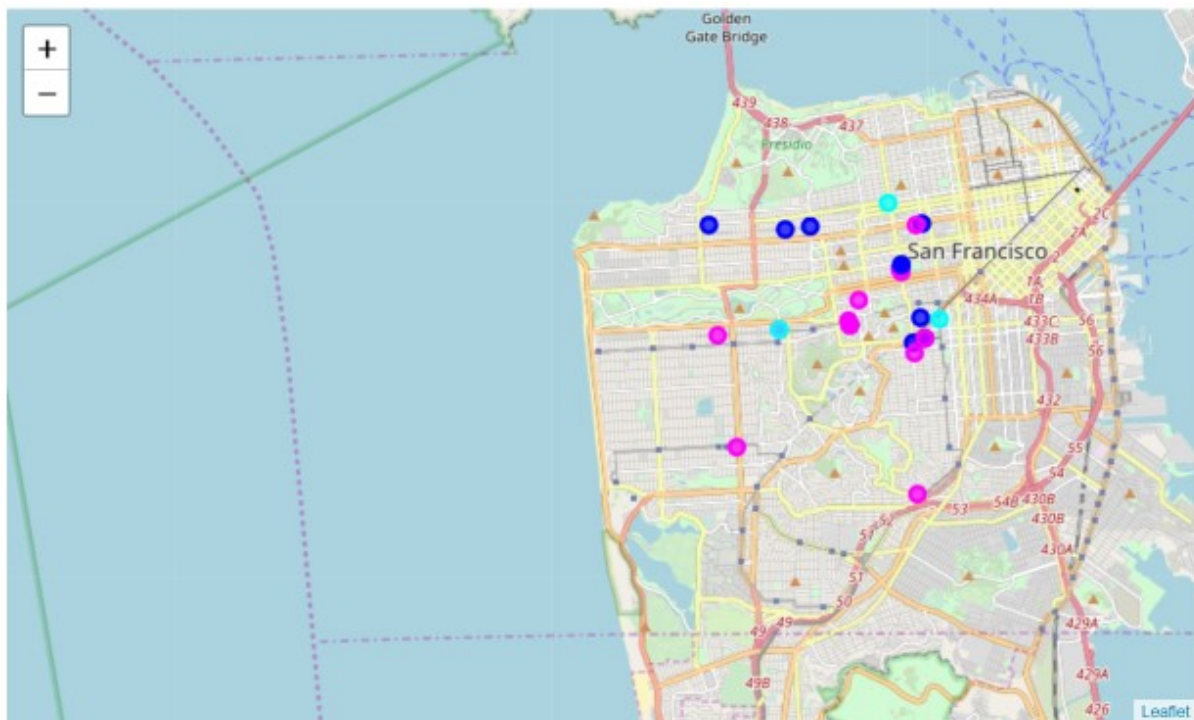 +
−
Golden
Gate Bridge
439
438
437
Presidio
2C
2A
2
San Francisco
1A
1B
434A
433C
56
433B
56
432
55
54
54B
430B
53
52
430B
51
430A
51
50
49
49
429A
49B
429A
426
Leaflet